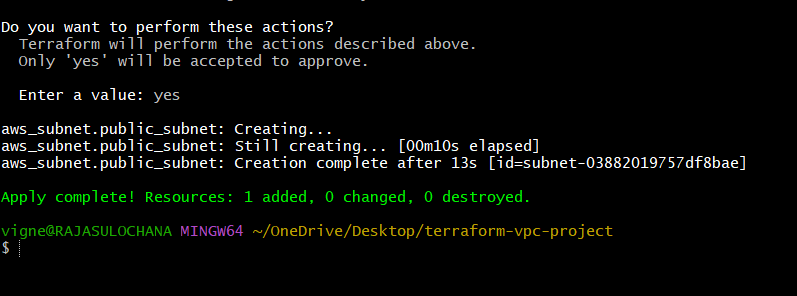 Do you want to perform these actions?
Terraform will perform the actions described above.
Only 'yes' will be accepted to approve.
Enter a value: yes
aws_subnet.public_subnet: Creating...
aws_subnet.public_subnet: Still creating... [00m10s elapsed]
aws_subnet.public_subnet: Creation complete after 13s [id=subnet-03882019757df8bae]
Apply complete! Resources: 1 added, 0 changed, 0 destroyed.
vigne@RAJASULOCHANA MINGW64 ~/OneDrive/Desktop/terraform-vpc-project
$